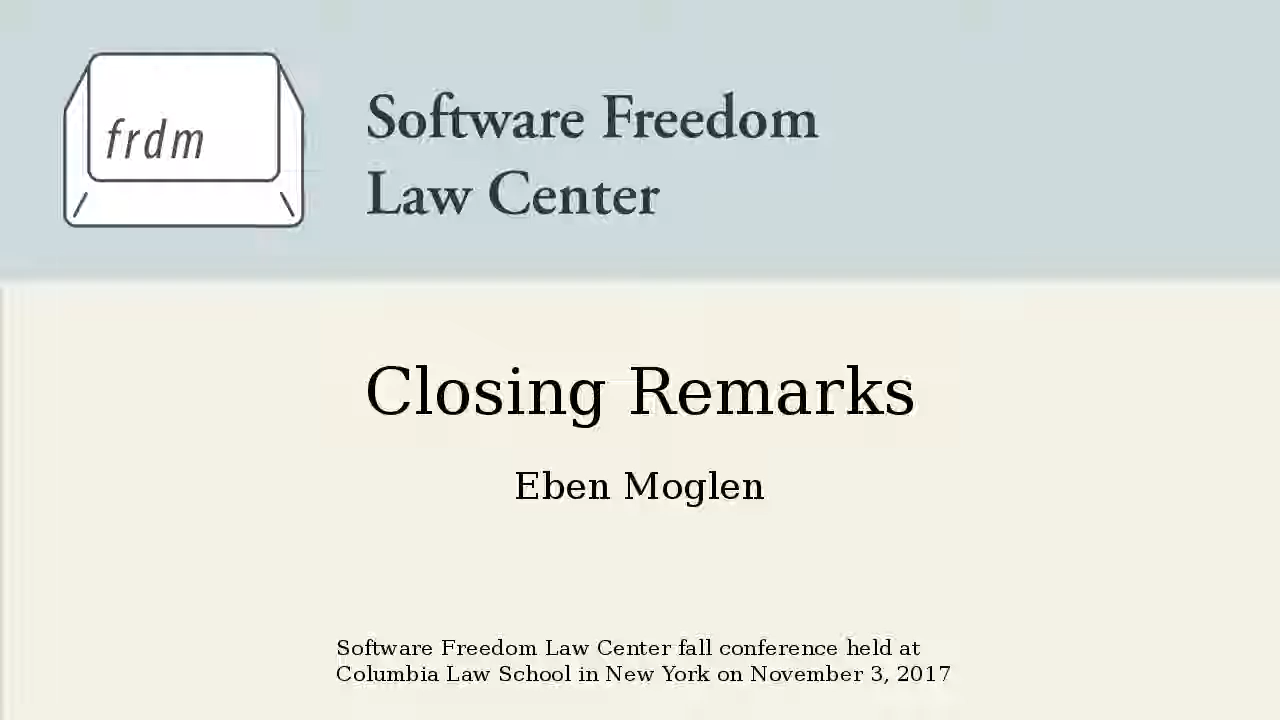 frdm
Software Freedom
Law Center
Closing Remarks
Eben Moglen
Software Freedom Law Center fall conference held at
Columbia Law School in New York on November 3, 2017